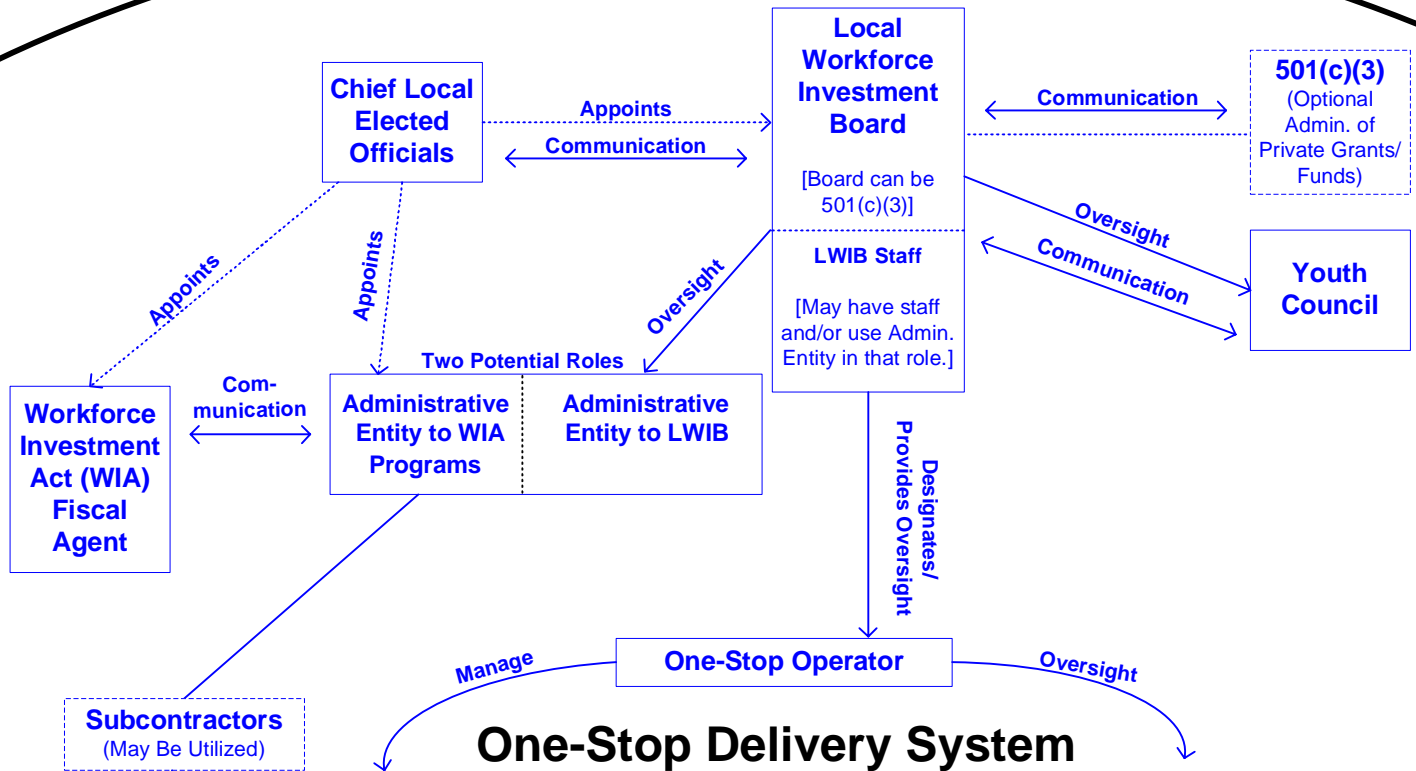 Local
Workforce
Investment
Board
[Board can be
501(c)(3)]
LWIB Staff
[May have staff
and/or use Admin.
Entity in that role.]
Chief Local
Elected
Officials
Appoints
Communication
Communication
501(c)(3)
(Optional
Admin. of
Private Grants/
Funds)
Oversight
Communication
Youth
Council
Appoints
Appoints
Oversight
Two Potential Roles
Workforce
Investment
Act (WIA)
Fiscal
Agent
Com-
munication
Administrative
Entity to WIA
Programs
Administrative
Entity to LWIB
Designates/
Provides Oversight
Manage
One-Stop Operator
Oversight
Subcontractors
(May Be Utilized)
One-Stop Delivery System